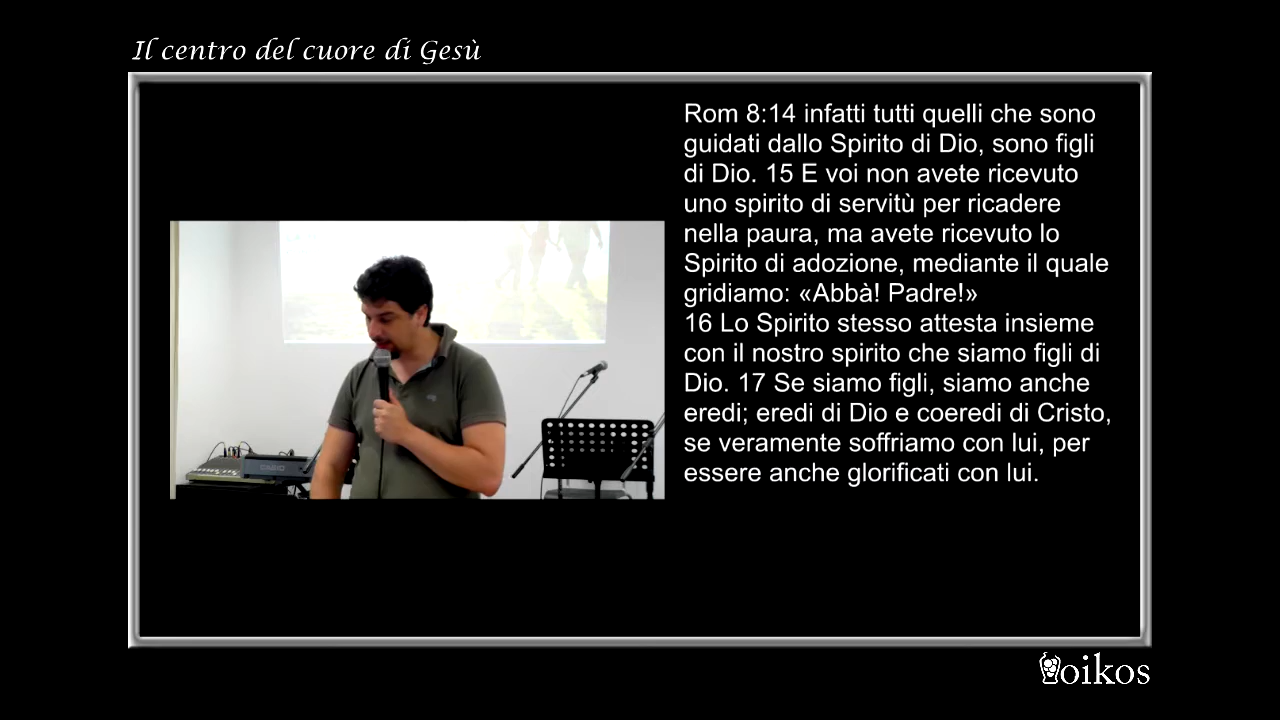 Il centro del cuore di Gesù
Rom 8:14 infatti tutti quelli che sono
guidati dallo Spirito di Dio, sono figli
di Dio. 15 E voi non avete ricevuto
uno spirito di servitù per ricadere
nella paura, ma avete ricevuto lo
Spirito di adozione, mediante il quale
gridiamo: «Abbà! Padre!»
16 Lo Spirito stesso attesta insieme
con il nostro spirito che siamo figli di
Dio. 17 Se siamo figli, siamo anche
eredi; eredi di Dio e coeredi di Cristo,
se veramente soffriamo con lui, per
essere anche glorificati con lui.
CASIO
oikos